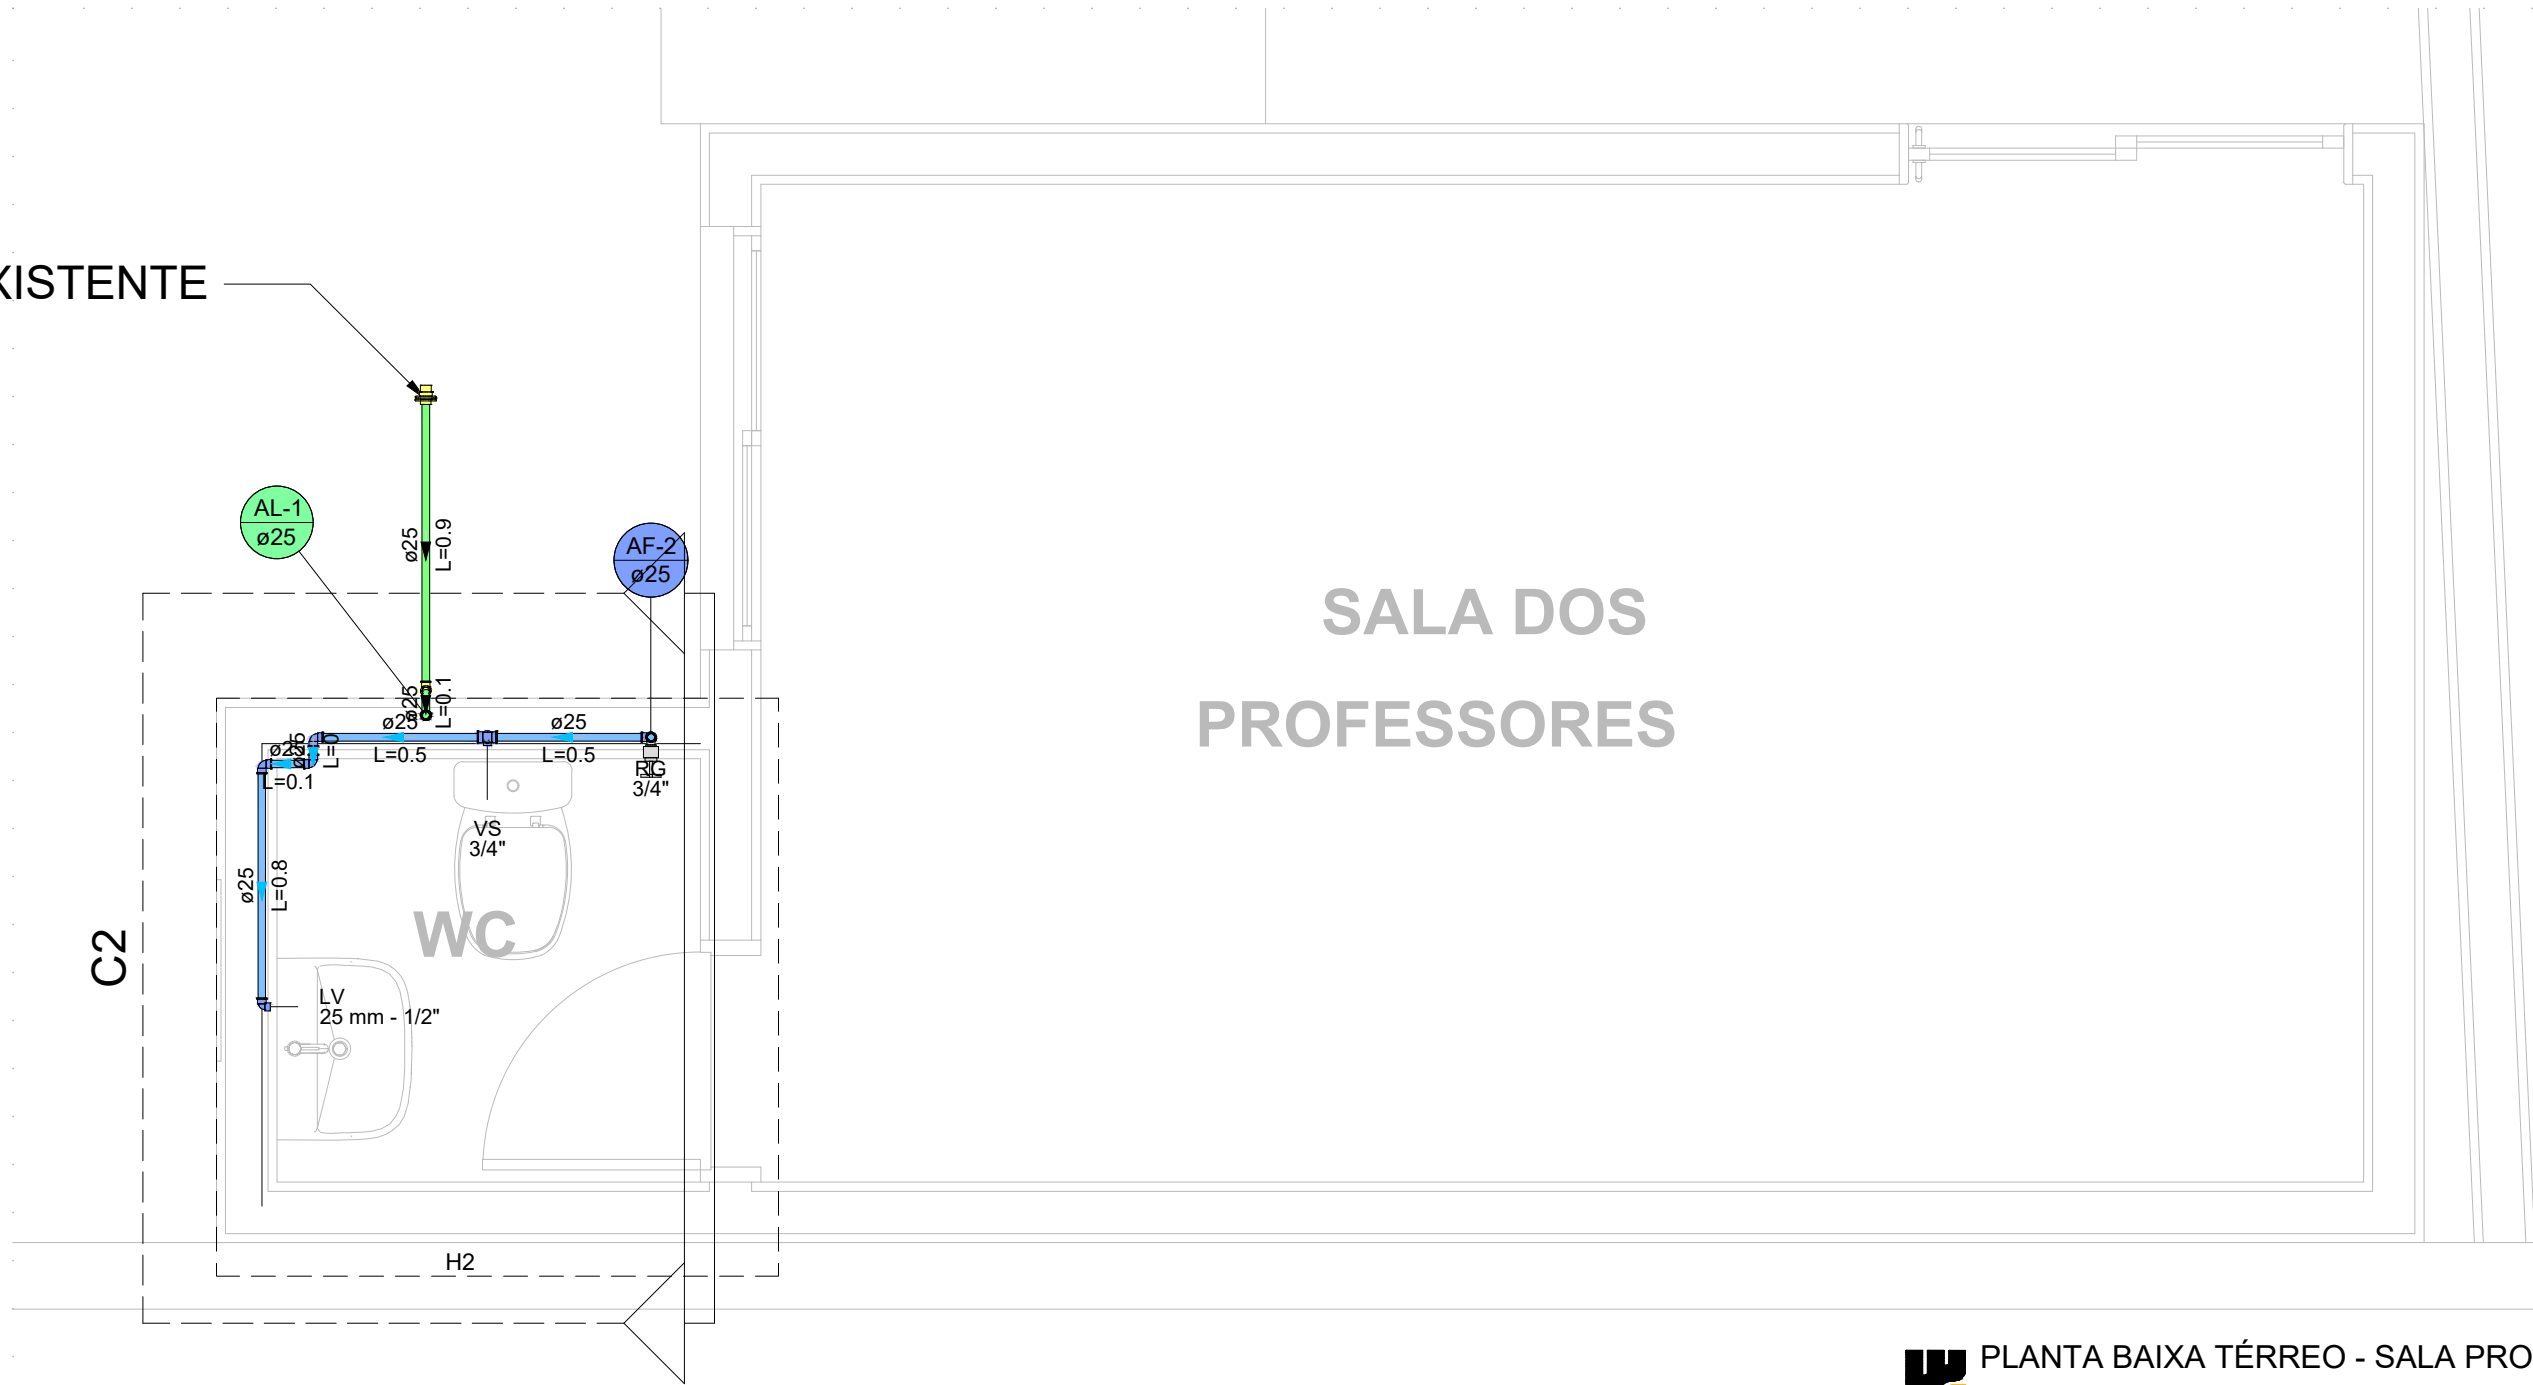 XISTENTE
AL-1
ø25
ø25
L=0.9
AF-2
ø25
SALA DOS
PROFESSORES
ø25
L=0.1
ø25
L=0.5
ø25
L=0.5
ø25
L=0
ø25
L=0.1
RG
3/4"
VS
3/4"
ø25
L=0.8
WC
C2
LV
25 mm - 1/2"
H2
PLANTA BAIXA TÉRREO - SALA PRO